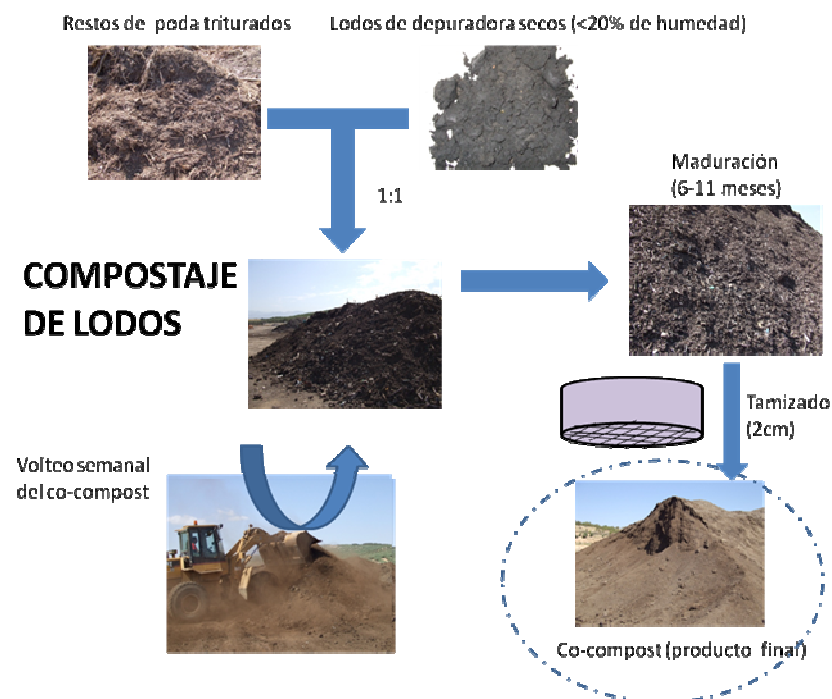 Restos de poda triturados
Lodos de depuradora secos (<20% de humedad)
1:1
Maduración
(6-11 meses)
COMPOSTAJE
DE LODOS
Tamizado
(2cm)
Volteo semanal
del co-compost
Co-compost (producto final)